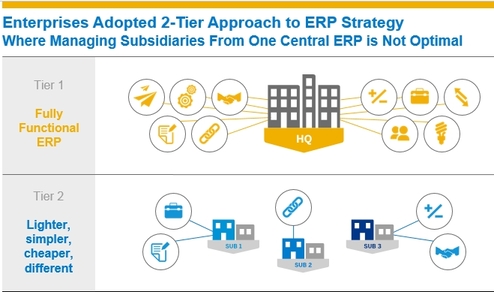 Enterprises Adopted 2-Tier Approach to ERP Strategy
Where Managing Subsidiaries From One Central ERP is Not Optimal
Tier 1
Fully
Functional
ERP
HQ
Tier 2
Lighter,
simpler,
cheaper,
different
SUB 1
SUB 2
SUB 3